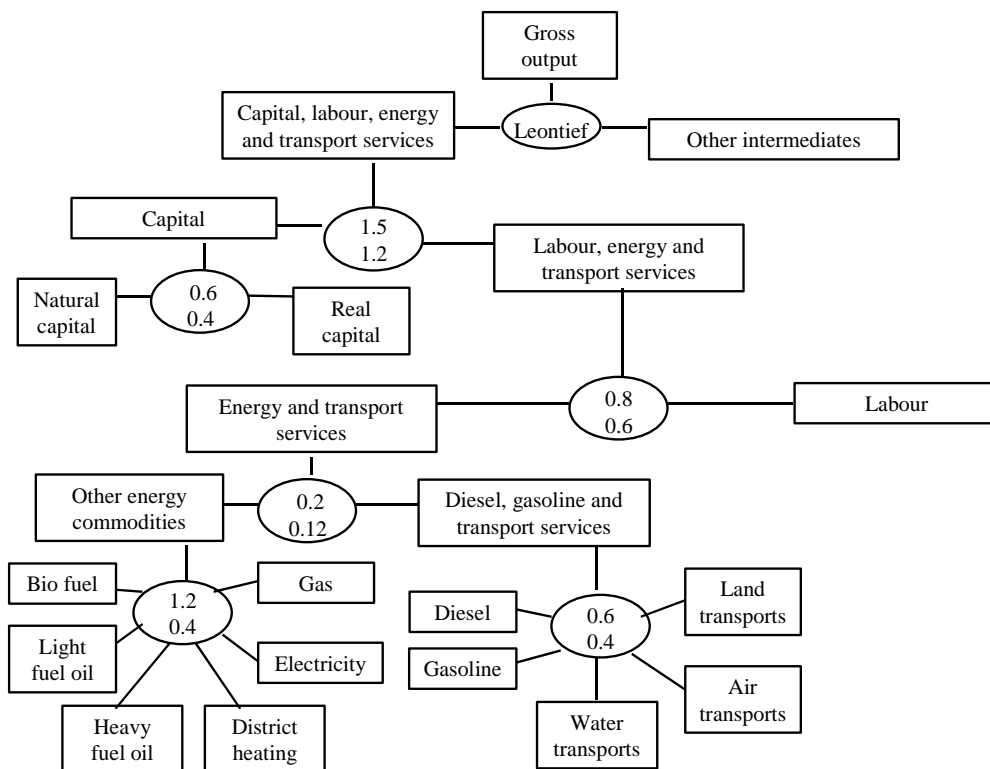 Gross
output
Capital, labour, energy
and transport services
Leontief
Other intermediates
Capital
1.5
1.2
Labour, energy and
transport services
Natural
capital
0.6
0.4
Real
capital
Energy and transport
services
0.8
0.6
Labour
Other energy
commodities
0.2
0.12
Diesel, gasoline and
transport services
Bio fuel
1.2
0.4
Gas
Light
fuel oil
Electricity
Heavy
fuel oil
District
heating
Diesel
0.6
0.4
Land
transports
Gasoline
Water
transports
Air
transports